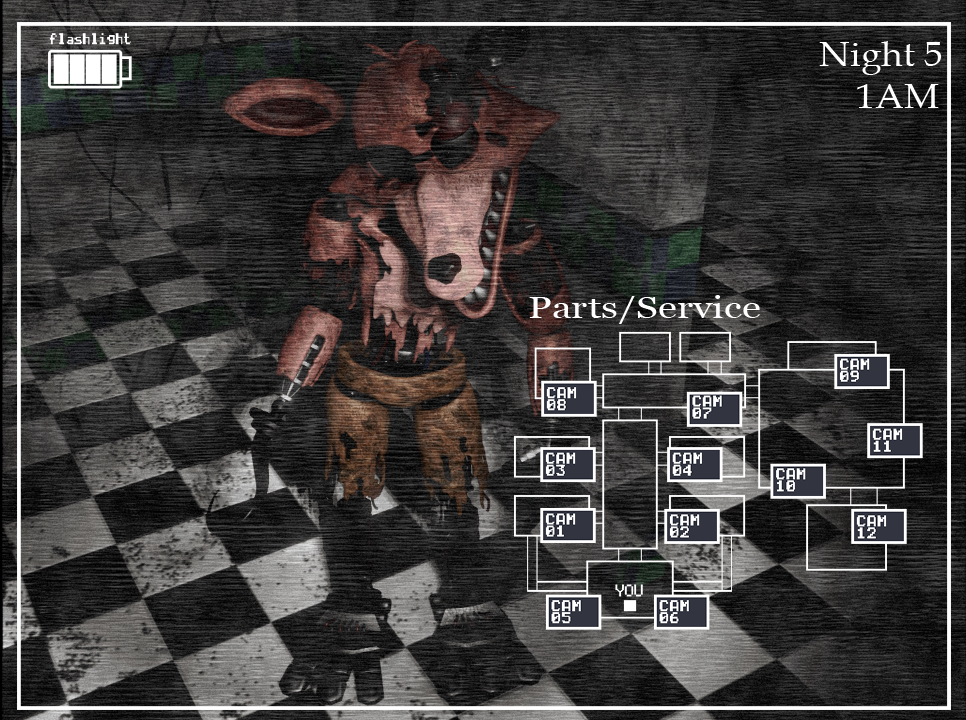 flashlight
Night 5
1AM
Parts/Service
CAM
08
CAM
07
CAM
09
CAM
11
CAM
03
CAM
04
CAM
10
CAM
01
CAM
02
CAM
12
YOU
CAM
05
CAM
06